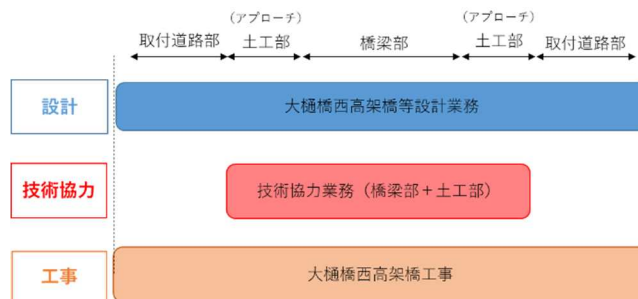 (アプローチ)
(アプローチ)
取付道路部
土工部
橋梁部
土工部
取付道路部
設計
大樋橋西高架橋等設計業務
技術協力
技術協力業務(橋梁部+土工部)
工事
大樋橋西高架橋工事